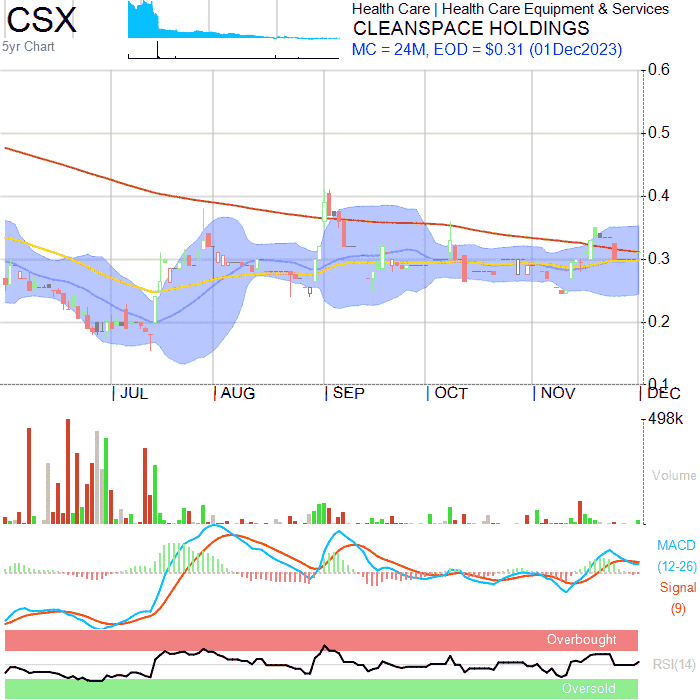 CSX
5yr Chart
Health Care | Health Care Equipment & Services
CLEANSPACE HOLDINGS
MC = 24M, EOD = $0.31 (01Dec2023)
0.6
0.5
0.4
0.3
0.2
0.1
JUL
AUG
SEP
OCT
NOV
DEC
498k
Volume
MACD
(12-26)
Signal
(9)
Overbought
RSI(14)
Oversold